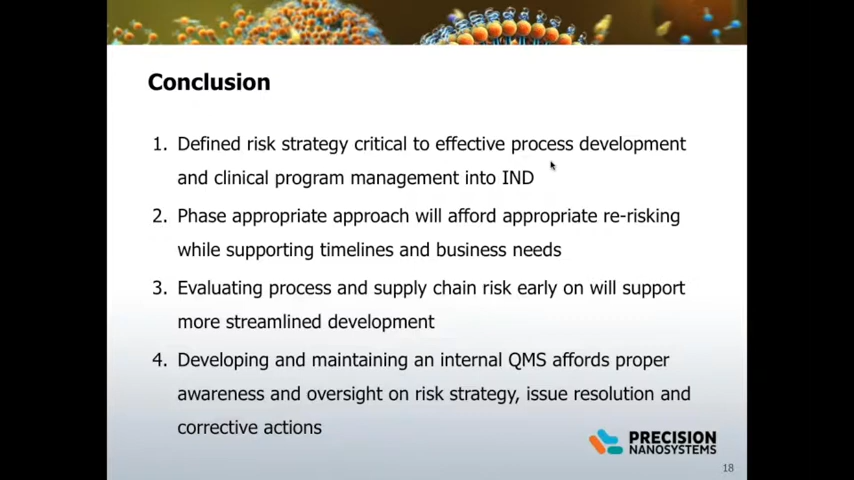 Conclusion
1. Defined risk strategy critical to effective process development
and clinical program management into IND
2. Phase appropriate approach will afford appropriate re-risking
while supporting timelines and business needs
3. Evaluating process and supply chain risk early on will support
more streamlined development
4. Developing and maintaining an internal QMS affords proper
awareness and oversight on risk strategy, issue resolution and
corrective actions
PRECISION
NANOSYSTEMS
18